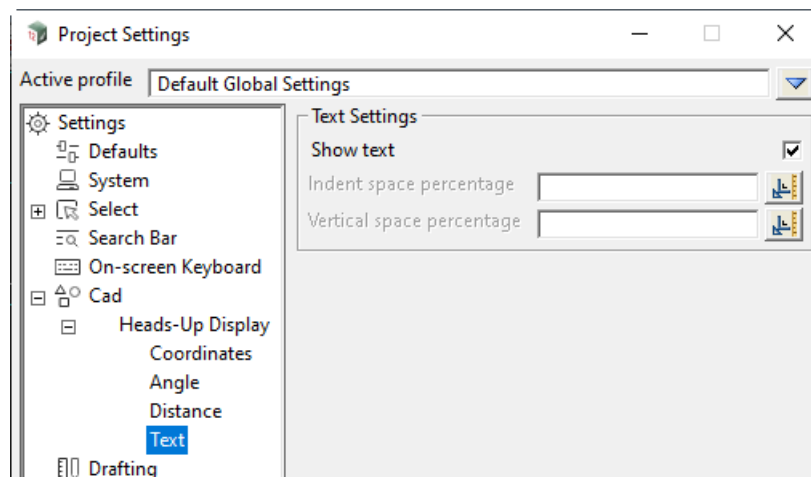 Project Settings
Active profile Default Global Settings
Settings
Defaults
System
Select
Search Bar
On-screen Keyboard
Cad
Heads-Up Display
Coordinates
Angle
Distance
Text
Drafting
Text Settings
Show text
Indent space percentage
Vertical space percentage